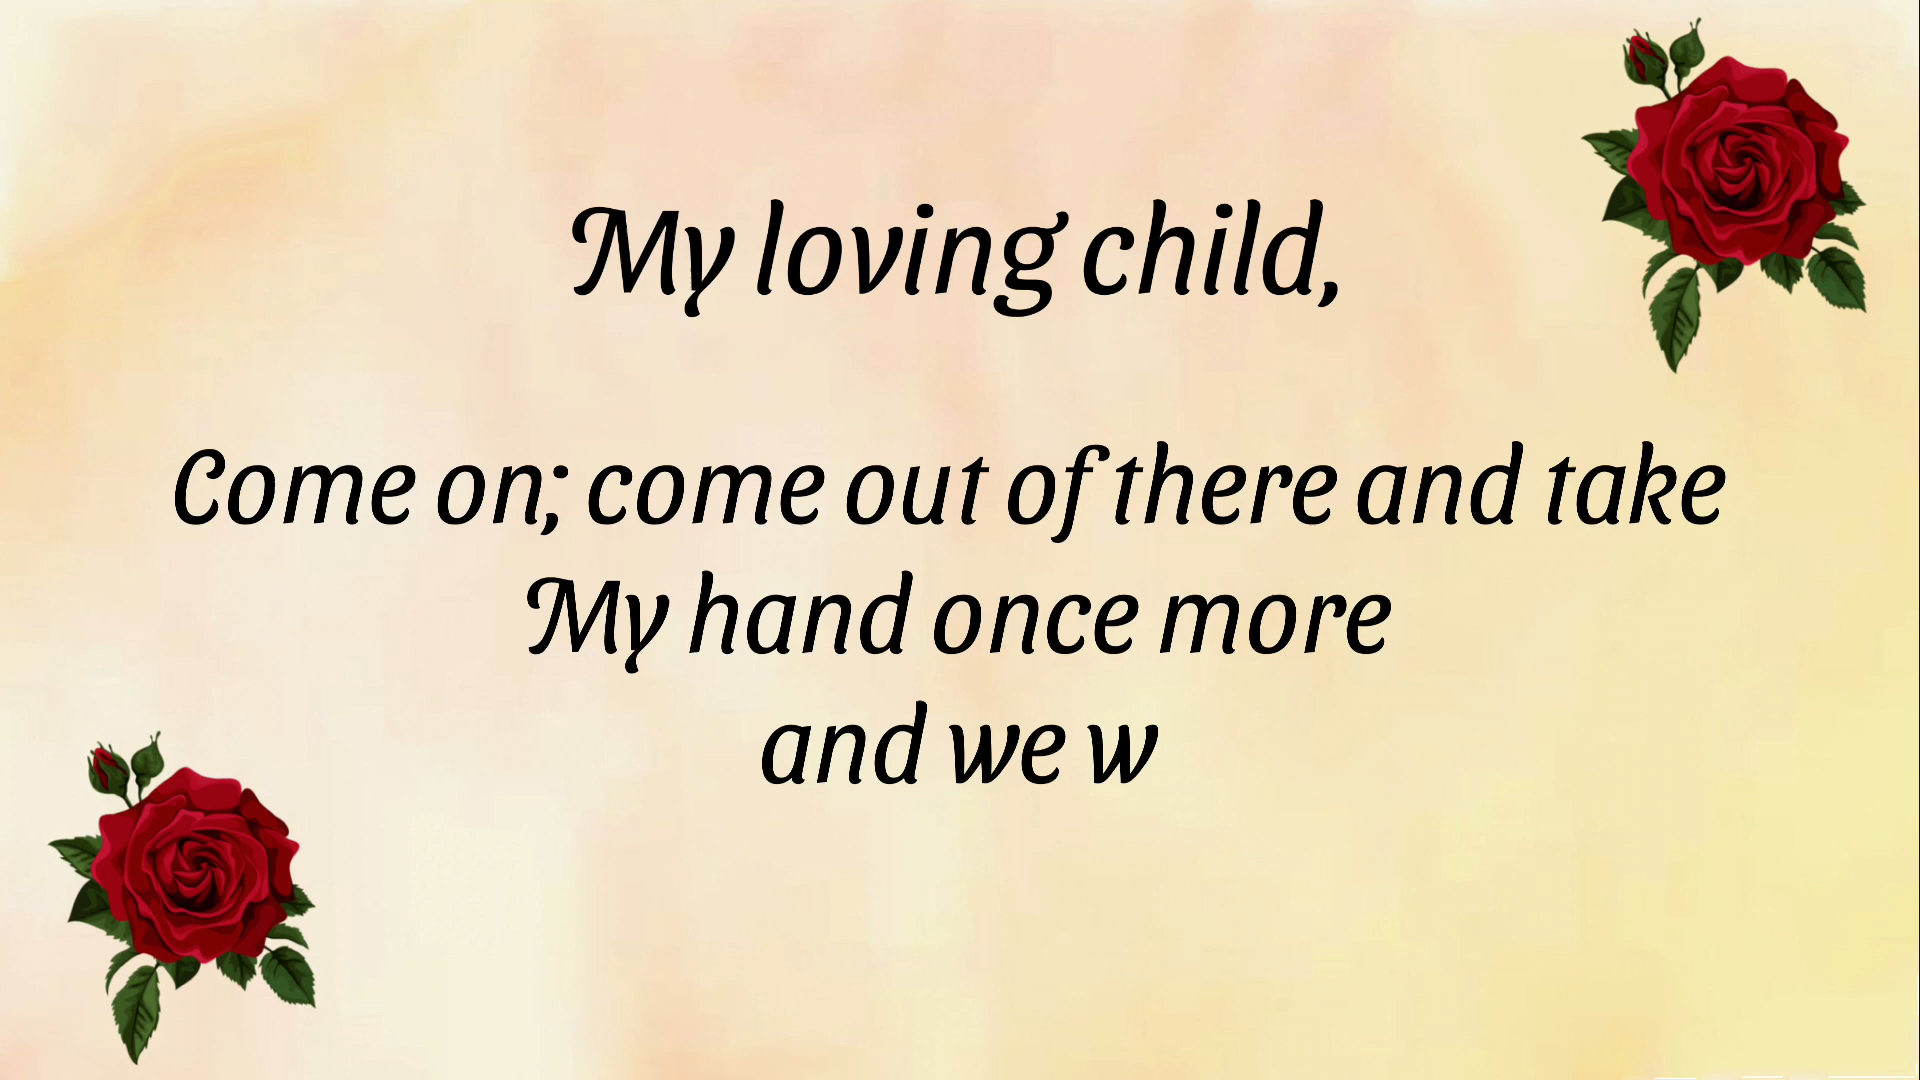 My loving child,
Come on; come out of there and take
My hand once more
and we w